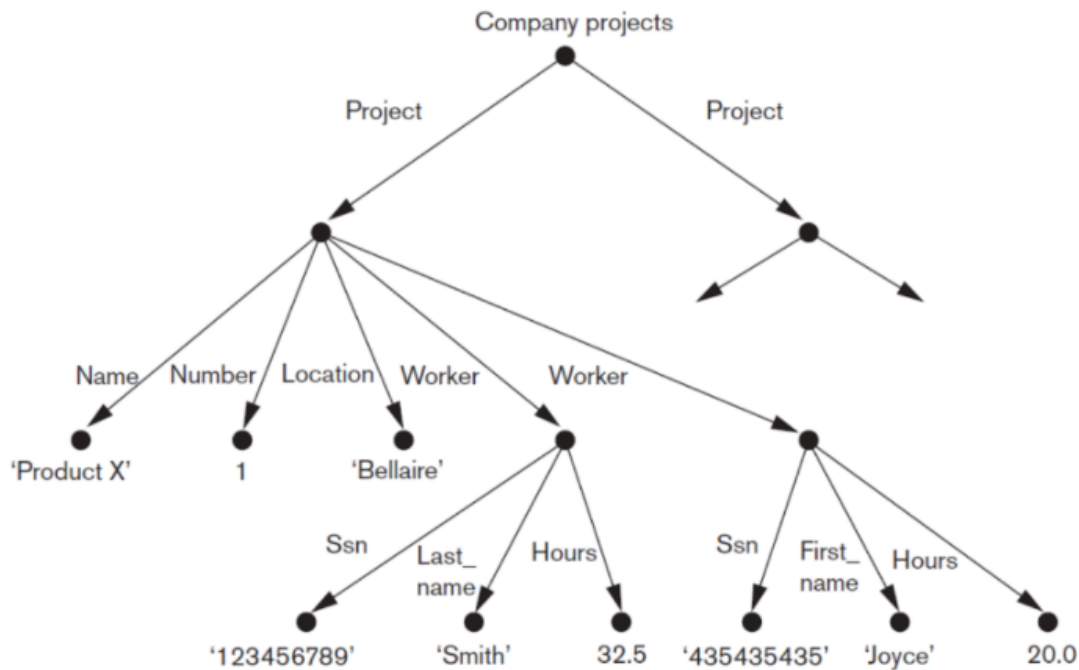 Company projects
Project Project
Name Number Location Worker Worker
‘Product X’ 1 ‘Bellaire’
Ssn Last_ Hours Ssn First_ Hours
name name
‘123456789’ ‘Smith’ 32.5 ‘435435435’ ‘Joyce’ 20.0